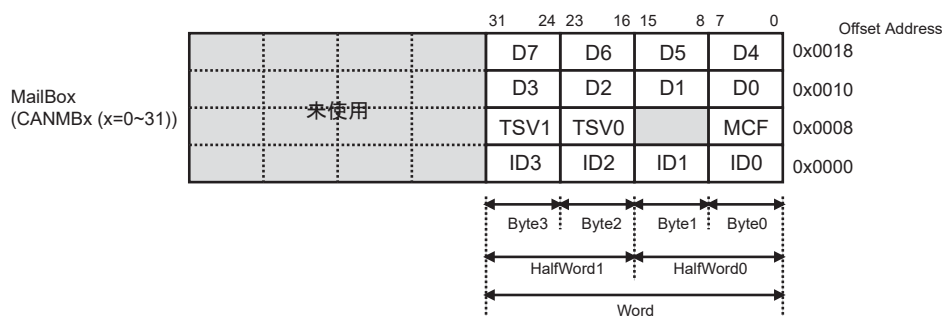 31 24 23 16 15 8 7 0
Offset Address
D7 D6 D5 D4 0x0018
D3 D2 D1 D0 0x0010
MailBox
(CANMBx (x=0~31))
未使用
TSV1 TSV0 MCF 0x0008
ID3 ID2 ID1 ID0 0x0000
Byte3 Byte2 Byte1 Byte0
HalfWord1 HalfWord0
Word